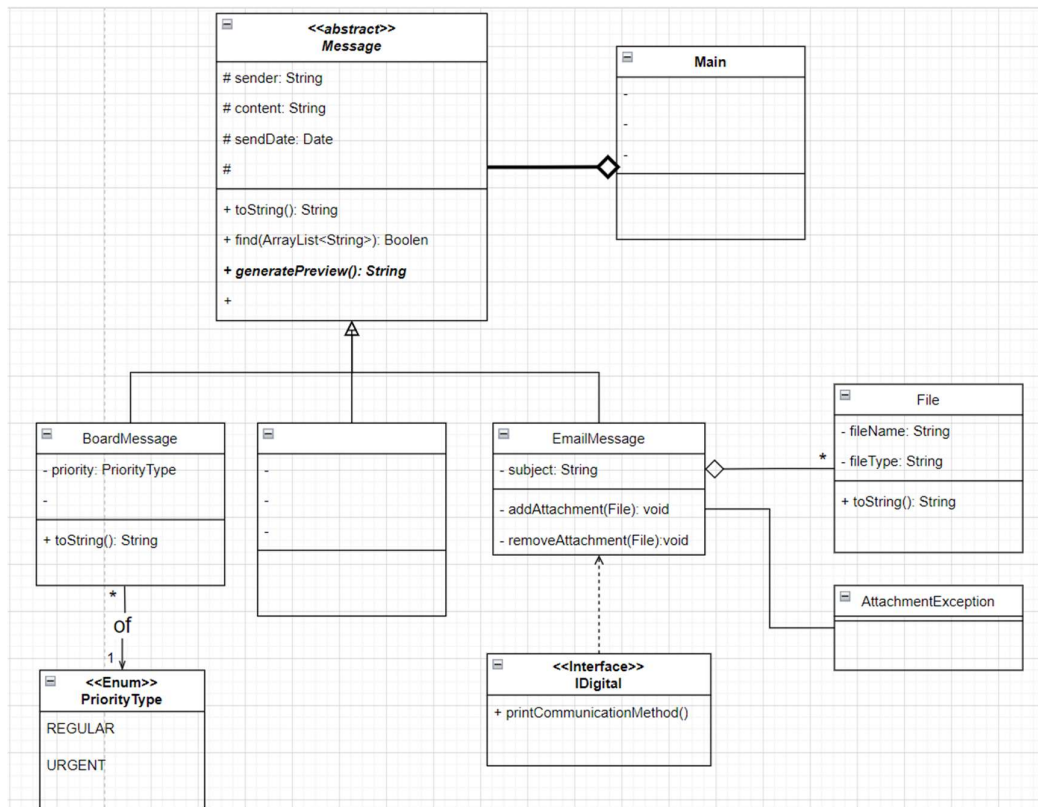 <<abstract>>
Message
# sender: String
# content: String
# sendDate: Date
#
+ toString(): String
+ find(ArrayList<String>): Boolen
+ generatePreview(): String
+
Main
-
-
-
BoardMessage
- priority: PriorityType
-
+ toString(): String
-
-
-
EmailMessage
- subject: String
- addAttachment(File): void
- removeAttachment(File):void
*
File
- fileName: String
- fileType: String
+ toString(): String
AttachmentException
*
of
1
<<Enum>>
PriorityType
REGULAR
URGENT
<<Interface>>
IDigital
+ printCommunicationMethod()